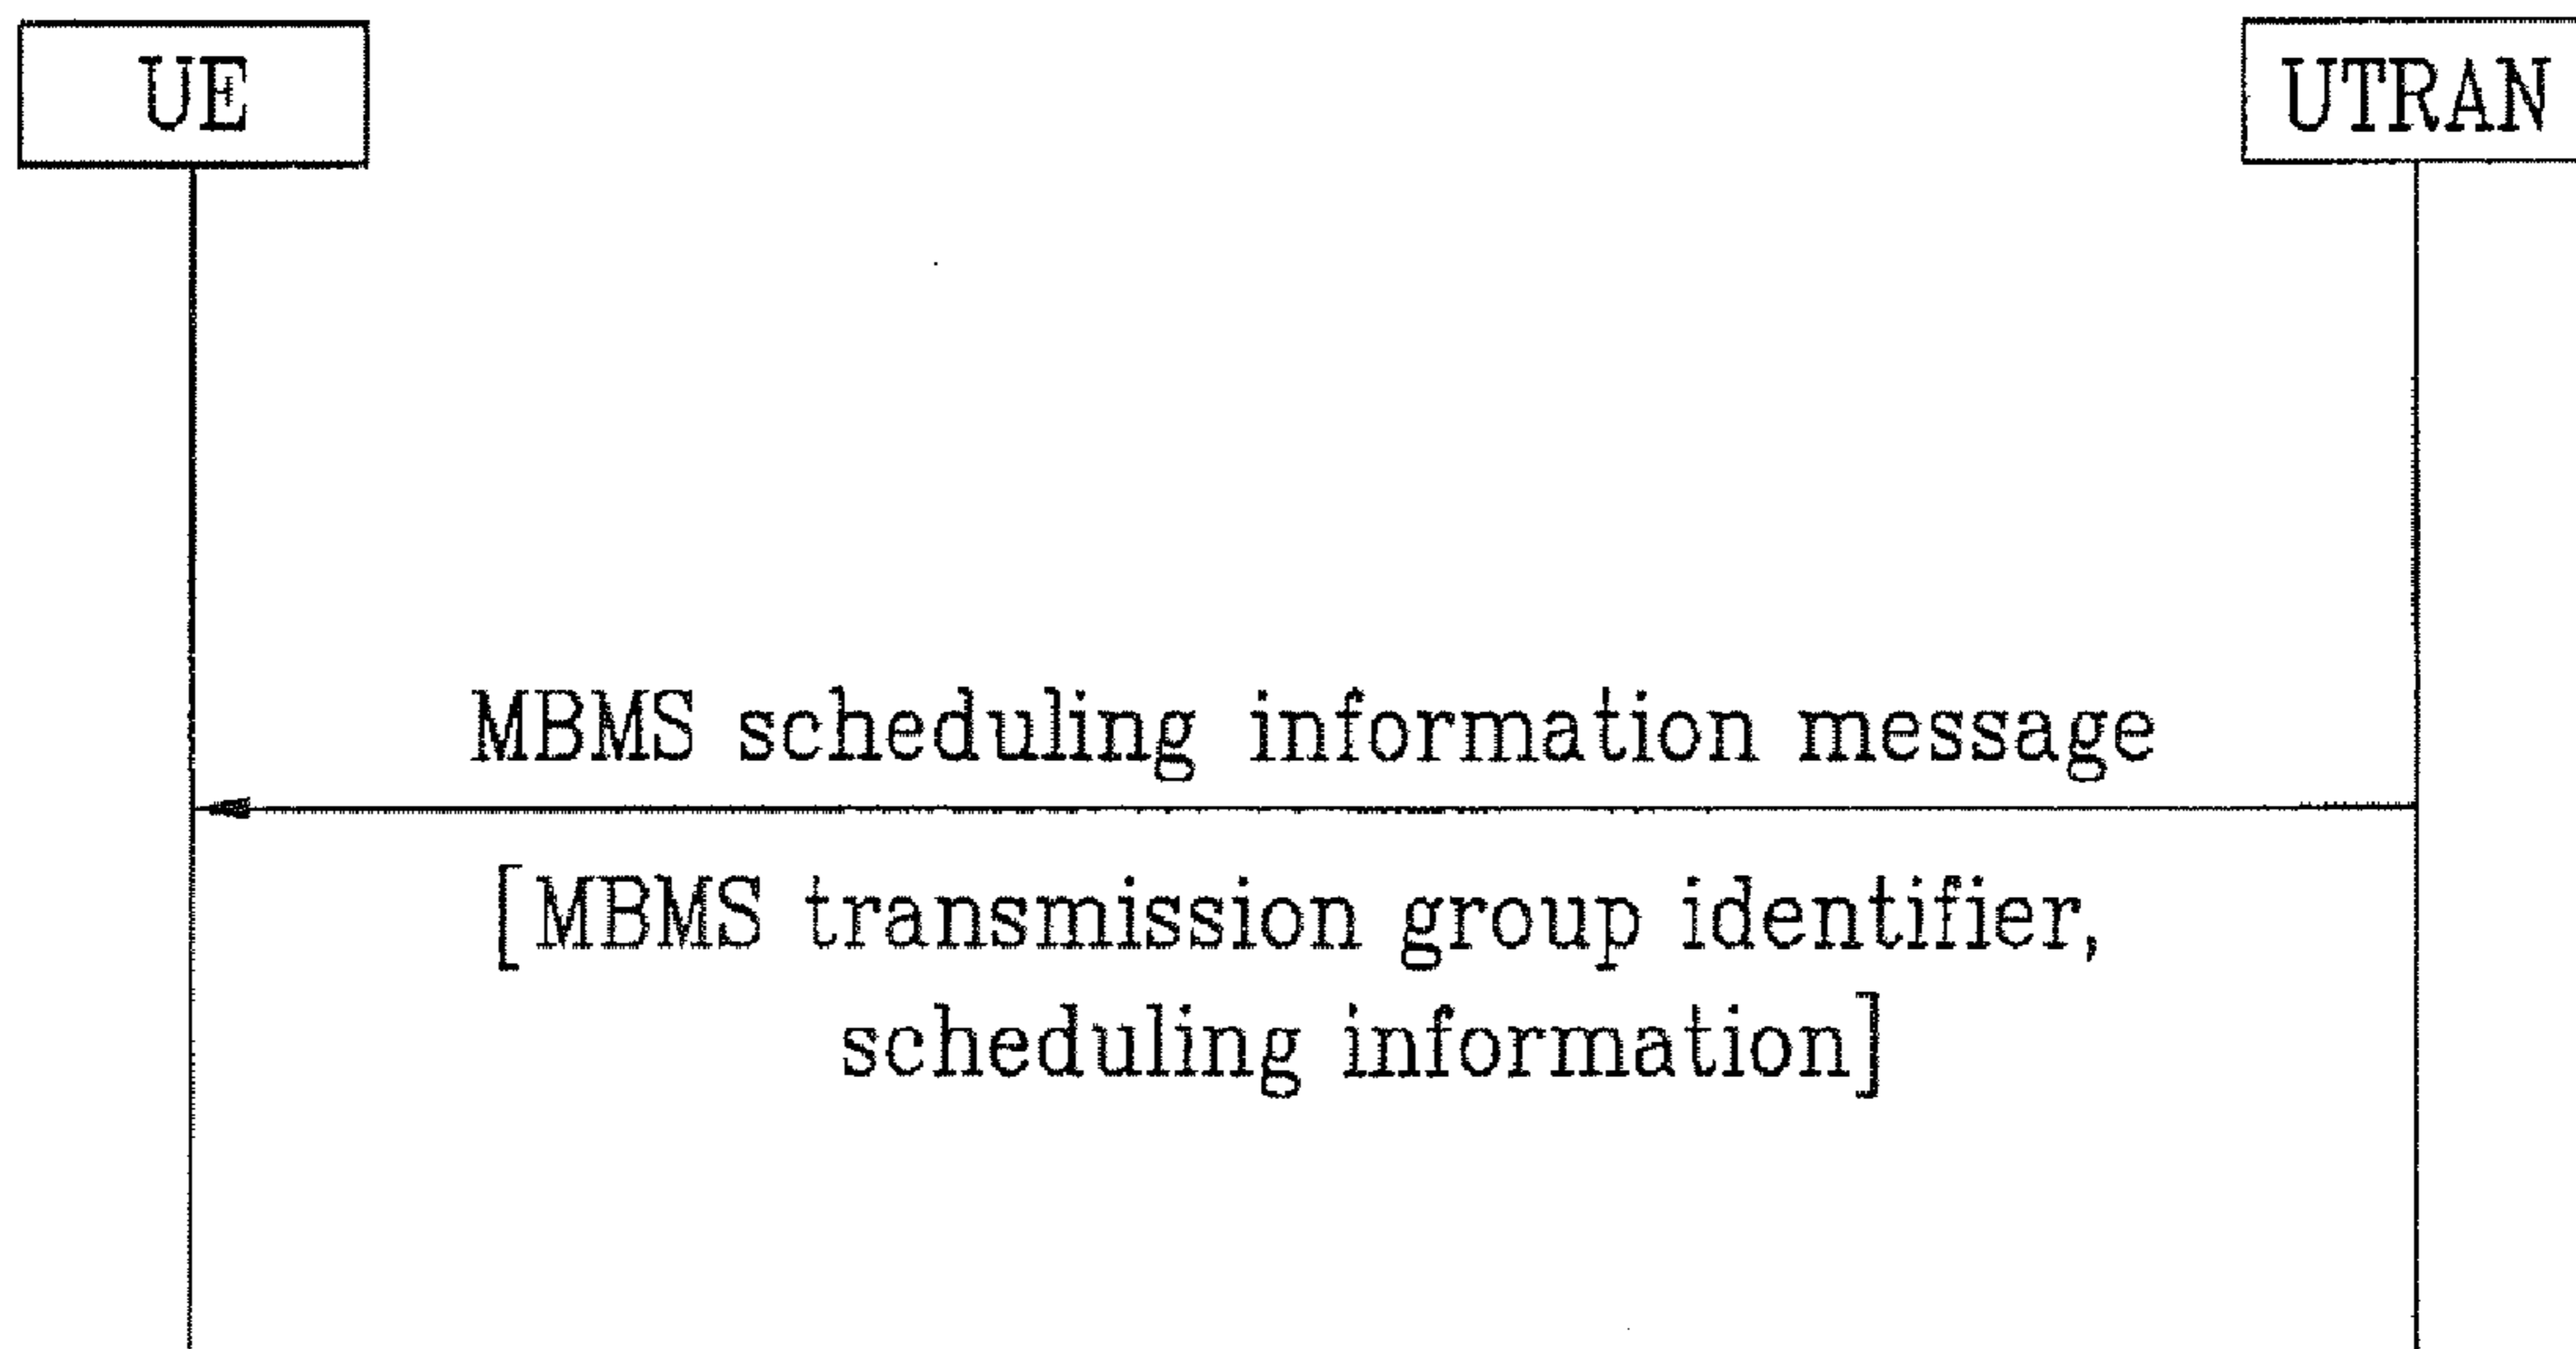 UE
UTRAN
MBMS scheduling information message
[MBMS transmission group identifier,
scheduling information]